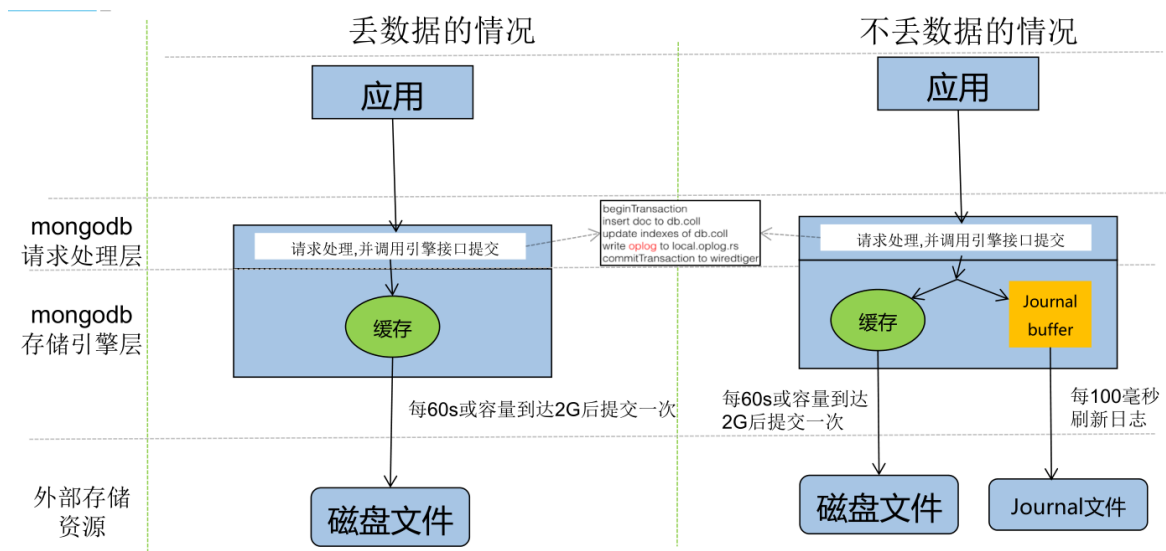 丢数据的情况
不丢数据的情况
应用
应用
mongodb
请求处理层
请求处理,并调用引擎接口提交
beginTransaction
insert doc to db.coll
update indexes of db.coll
write oplog to local.oplog.rs
commitTransaction to wiredtiger
请求处理,并调用引擎接口提交
mongodb
存储引擎层
缓存
缓存
Journal
buffer
每60s或容量到达2G后提交一次
每60s或容量到达
2G后提交一次
每100毫秒
刷新日志
外部存储
资源
磁盘文件
磁盘文件
Journal文件